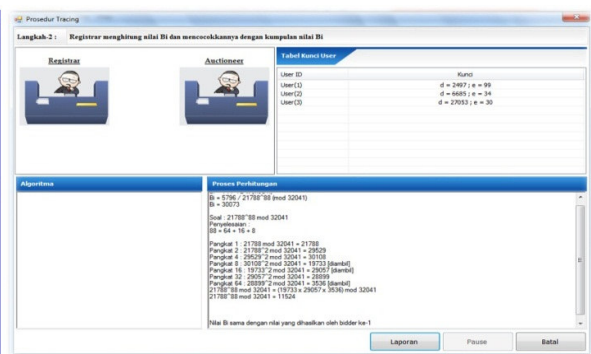 Prosedur Tracing
Langkah-2 : Registrar menghitung nilai Bi dan mencocokkannya dengan kumpulan nilai Bi
Registrar
Auctioneer
Tabel Kunci User
User ID Kunci
User(1) d = 2497 ; e = 99
User(2) d = 6685 ; e = 34
User(3) d = 27053 ; e = 30
Algoritma
Proses Perhitungan
Bi = 5796 / 21788^88 (mod 32041)
Bi = 30073
Soal : 21788^88 mod 32041
Penyelesaian :
88 = 64 + 16 + 8
Pangkat 1 : 21788 mod 32041 = 21788
Pangkat 2 : 21788^2 mod 32041 = 29529
Pangkat 4 : 29529^2 mod 32041 = 30108
Pangkat 8 : 30108^2 mod 32041 = 19733 [diambil]
Pangkat 16 : 19733^2 mod 32041 = 29057 [diambil]
Pangkat 32 : 29057^2 mod 32041 = 28899
Pangkat 64 : 28899^2 mod 32041 = 3536 [diambil]
21788^88 mod 32041 = (19733 x 29057 x 3536) mod 32041
21788^88 mod 32041 = 11524
Nilai Bi sama dengan nilai yang dihasilkan oleh bidder ke-1
Laporan
Pause
Batal